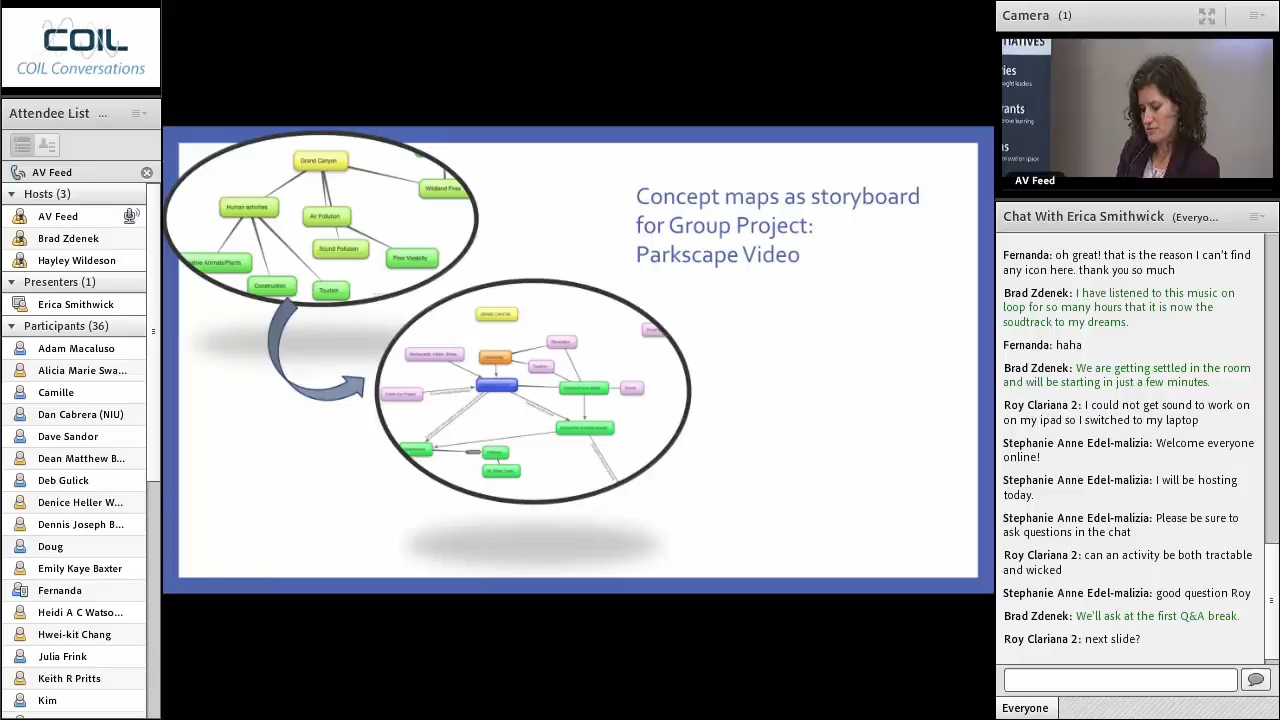 COIL
COIL Conversations
Attendee List ...
AV Feed
Hosts (3)
AV Feed
Brad Zdenek
Hayley Wildeson
Presenters (1)
Erica Smithwick
Participants (36)
Adam Macaluso
Alicia Marie Swa...
Camille
Dan Cabrera (NIU)
Dave Sandor
Dean Matthew B...
Deb Gulick
Denice Heller W...
Dennis Joseph B...
Doug
Emily Kaye Baxter
Fernanda
Heidi A C Watso...
Hwei-kit Chang
Julia Frink
Keith R Pritts
Kim
Grand Canyon
Wildland Fires
Human activities
Air Pollution
Sound Pollution
Poor Visibility
Construction
Tourism
Concept maps as storyboard
for Group Project:
Parkscape Video
GRAND CANYON
Restaurants, Hotels, Shops
Recreation
Tourism
Camera (1)
AV Feed
Chat With Erica Smithwick (Everyo...
Fernanda: oh that is the reason I can't find
any icon here. thank you so much
Brad Zdenek: I have listened to this music on
loop for so many hours that it is now the
soudtrack to my dreams.
Fernanda: haha
Brad Zdenek: We are getting settled in the room
and will begin in just a few minutes.
Roy Clariana 2: I could not get sound to work on
my ipad so I switched to my laptop
Stephanie Anne Edel-malizia: Welcome everyone
online!
Stephanie Anne Edel-malizia: I will be hosting
today.
Stephanie Anne Edel-malizia: Please be sure to
ask questions in the chat
Roy Clariana 2: can an activity be both tractable
and wicked
Stephanie Anne Edel-malizia: good question Roy
Brad Zdenek: We'll ask at the first Q&A break.
Roy Clariana 2: next slide?
Everyone